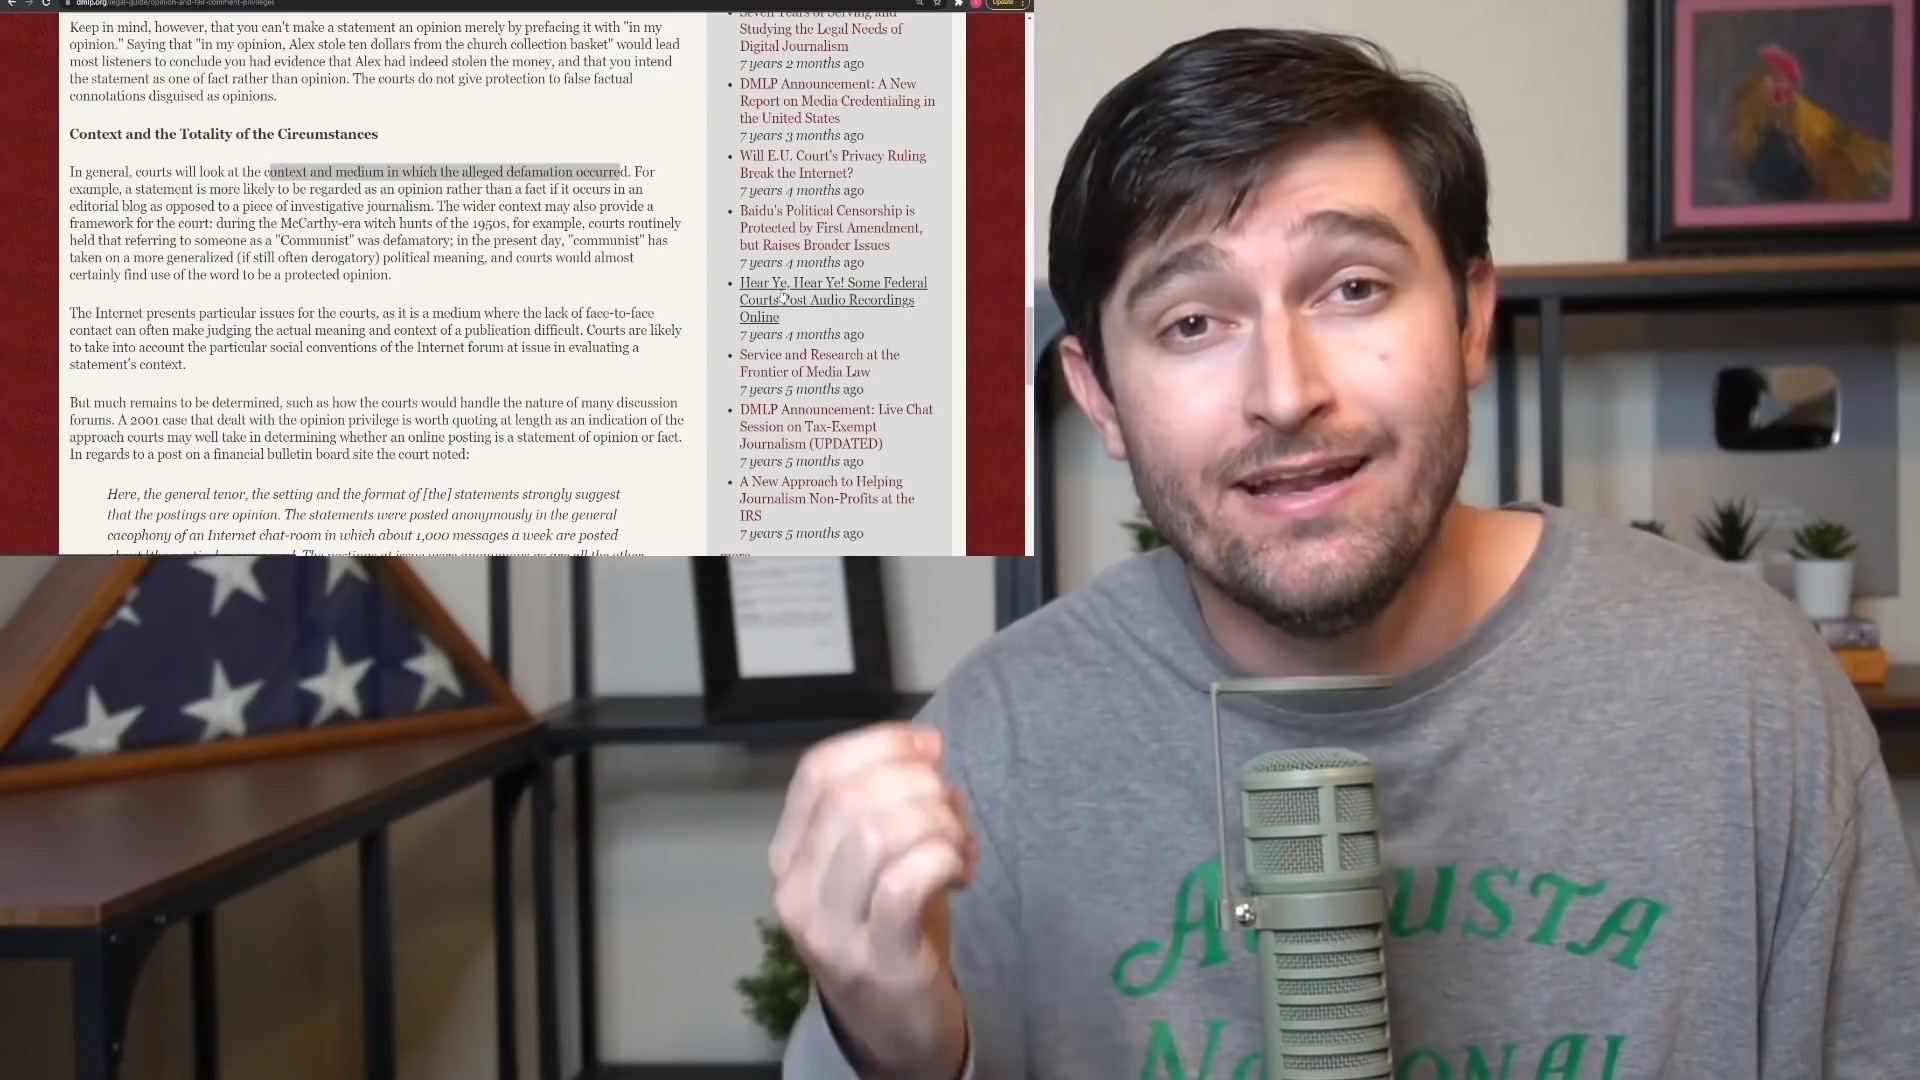 dmlp.org/legal-guide/opinion-and-fair-comment-privileges
Update
Keep in mind, however, that you can't make a statement an opinion merely by prefacing it with "in my
opinion." Saying that "in my opinion, Alex stole ten dollars from the church collection basket" would lead
most listeners to conclude you had evidence that Alex had indeed stolen the money, and that you intend
the statement as one of fact rather than opinion. The courts do not give protection to false factual
connotations disguised as opinions.
Context and the Totality of the Circumstances
In general, courts will look at the context and medium in which the alleged defamation occurred. For
example, a statement is more likely to be regarded as an opinion rather than a fact if it occurs in an
editorial blog as opposed to a piece of investigative journalism. The wider context may also provide a
framework for the court: during the McCarthy-era witch hunts of the 1950s, for example, courts routinely
held that referring to someone as a "Communist" was defamatory; in the present day, "communist" has
taken on a more generalized (if still often derogatory) political meaning, and courts would almost
certainly find use of the word to be a protected opinion.
The Internet presents particular issues for the courts, as it is a medium where the lack of face-to-face
contact can often make judging the actual meaning and context of a publication difficult. Courts are likely
to take into account the particular social conventions of the Internet forum at issue in evaluating a
statement's context.
But much remains to be determined, such as how the courts would handle the nature of many discussion
forums. A 2001 case that dealt with the opinion privilege is worth quoting at length as an indication of the
approach courts may well take in determining whether an online posting is a statement of opinion or fact.
In regards to a post on a financial bulletin board site the court noted:
Here, the general tenor, the setting and the format of [the] statements strongly suggest
that the postings are opinion. The statements were posted anonymously in the general
cacophony of an Internet chat-room in which about 1,000 messages a week are posted
Seven Years of Serving and
Studying the Legal Needs of
Digital Journalism
7 years 2 months ago
DMLP Announcement: A New
Report on Media Credentialing in
the United States
7 years 3 months ago
Will E.U. Court's Privacy Ruling
Break the Internet?
7 years 4 months ago
Baidu's Political Censorship is
Protected by First Amendment,
but Raises Broader Issues
7 years 4 months ago
Hear Ye, Hear Ye! Some Federal
Courts Post Audio Recordings
Online
7 years 4 months ago
Service and Research at the
Frontier of Media Law
7 years 5 months ago
DMLP Announcement: Live Chat
Session on Tax-Exempt
Journalism (UPDATED)
7 years 5 months ago
A New Approach to Helping
Journalism Non-Profits at the
IRS
7 years 5 months ago